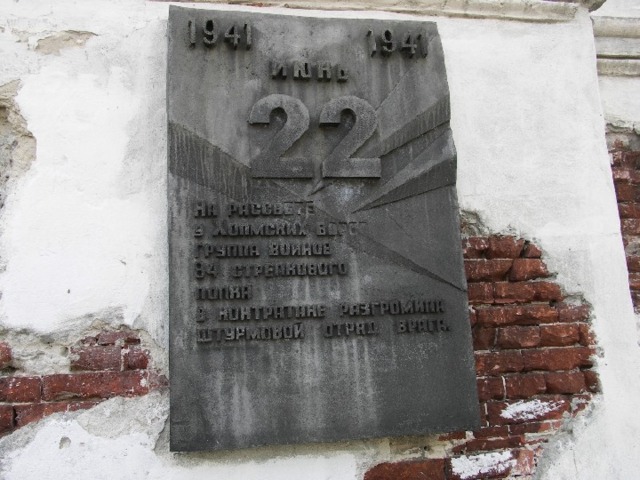 1941 1941
ИЮНЬ
22
НА РАССВЕТЕ
У ХОЛМСКИХ ВОРОТ
ГРУППА ВОИНОВ
84 СТРЕЛКОВОГО
ПОЛКА
В КОНТРАТАКЕ РАЗГРОМИЛА
ШТУРМОВОЙ ОТРЯД ВРАГА.